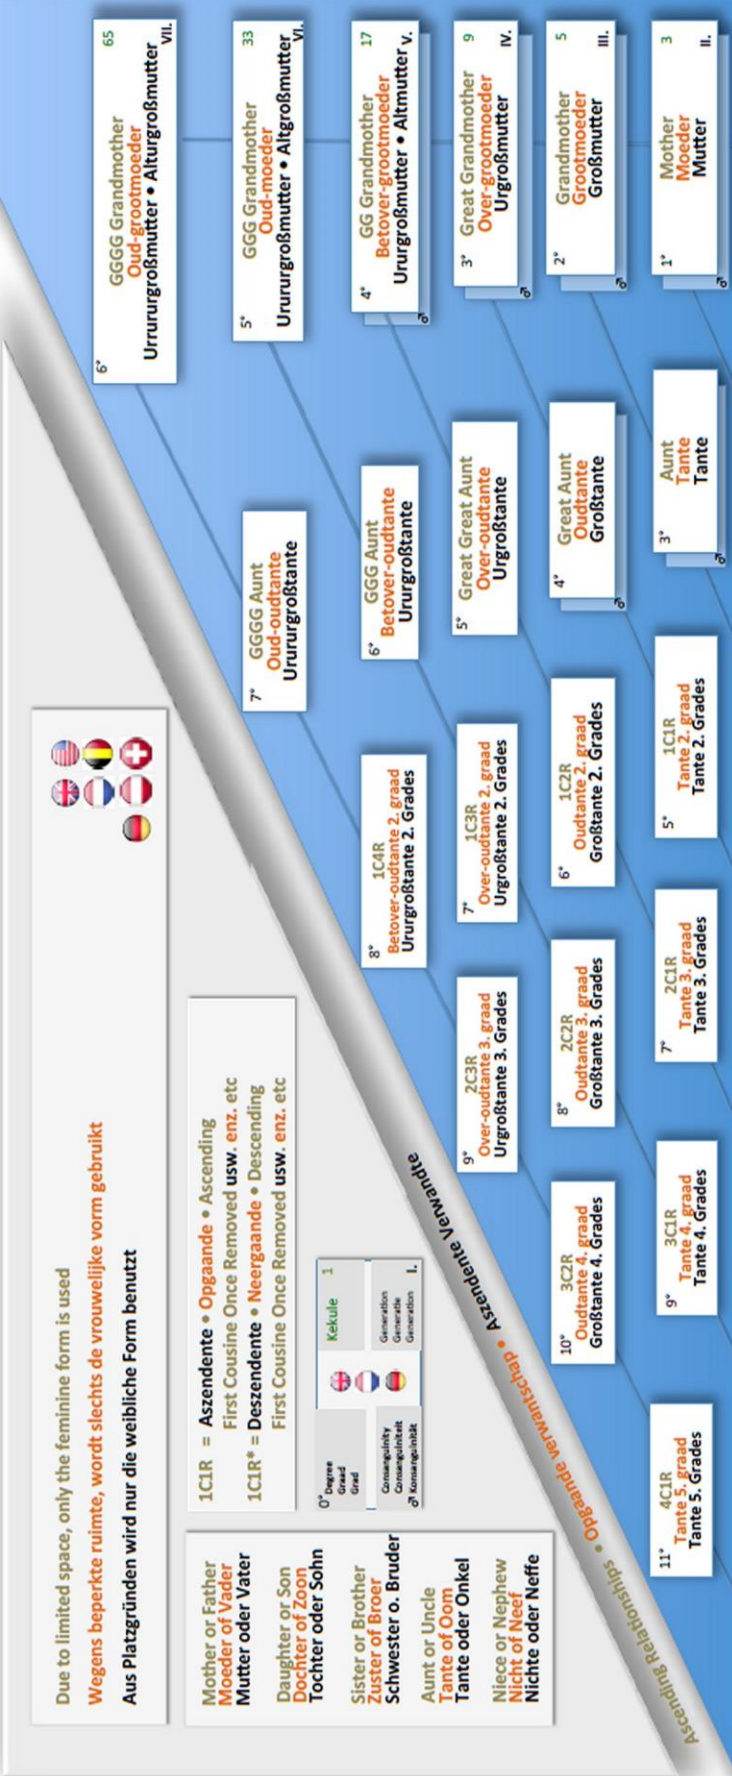 Due to limited space, only the feminine form is used
Wegens beperkte ruimte, wordt slechts de vrouwelijke vorm gebruikt
Aus Platzgründen wird nur die weibliche Form benutzt
Mother or Father
Moeder of Vader
Mutter oder Vater
Daughter or Son
Dochter of Zoon
Tochter oder Sohn
Sister or Brother
Zuster of Broer
Schwester o. Bruder
Aunt or Uncle
Tante of Oom
Tante oder Onkel
Niece or Nephew
Nicht of Neef
Nichte oder Neffe
1C1R = Aszendente • Opgaande • Ascending
First Cousine Once Removed usw. enz. etc
1C1R* = Deszendente • Neergaande • Descending
First Cousine Once Removed usw. enz. etc
0° Degree
Graad
Grad
Kekule 1
Consanguinity
Consanguiniteit
♂ Konsanguinität
Generation
Generatie
Generation I.
Ascending Relationships • Opgaande verwantschap • Aszendente Verwandte
6°
GGGG Grandmother 65
Oud-grootmoeder
Urrururgroßmutter • Alturgroßmutter
VII.
7°
GGGG Aunt
Oud-oudtante
Urururgroßtante
5°
GGG Grandmother 33
Oud-moeder
Urururgroßmutter • Altgroßmutter
VI.
8°
1C4R
Betover-oudtante 2. graad
Ururgroßtante 2. Grades
6°
GGG Aunt
Betover-oudtante
Ururgroßtante
4°
GG Grandmother 17
Betover-grootmoeder
Ururgroßmutter • Altmutter
V.
♂
9°
2C3R
Over-oudtante 3. graad
Urgroßtante 3. Grades
7°
1C3R
Over-oudtante 2. graad
Urgroßtante 2. Grades
5°
Great Great Aunt
Over-oudtante
Urgroßtante
3°
Great Grandmother 9
Over-grootmoeder
Urgroßmutter
IV.
♂
10°
3C2R
Oudtante 4. graad
Großtante 4. Grades
8°
2C2R
Oudtante 3. graad
Großtante 3. Grades
6°
1C2R
Oudtante 2. graad
Großtante 2. Grades
4°
Great Aunt
Oudtante
Großtante
♂
2°
Grandmother 5
Grootmoeder
Großmutter
III.
♂
11°
4C1R
Tante 5. graad
Tante 5. Grades
9°
3C1R
Tante 4. graad
Tante 4. Grades
7°
2C1R
Tante 3. graad
Tante 3. Grades
5°
1C1R
Tante 2. graad
Tante 2. Grades
3°
Aunt
Tante
Tante
♂
1°
Mother 3
Moeder
Mutter
II.
♂